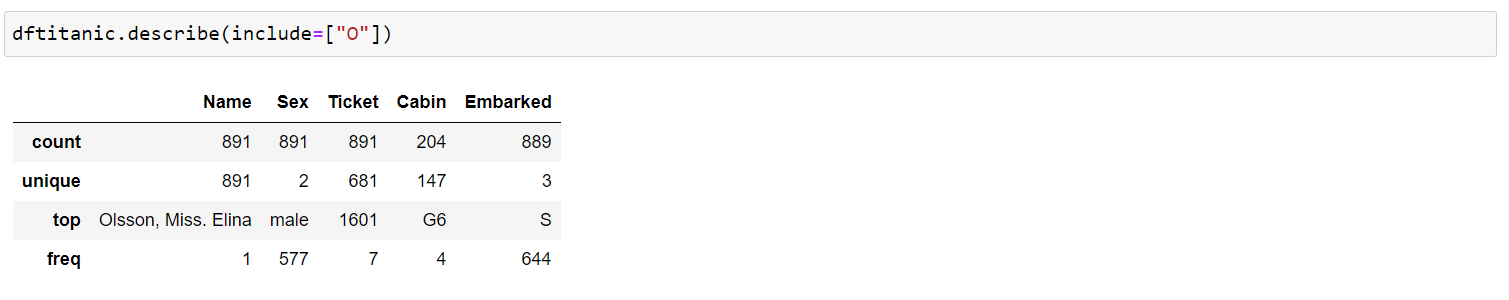 dftitanic.describe(include=["O"])
Name Sex Ticket Cabin Embarked
count 891 891 891 204 889
unique 891 2 681 147 3
top Olsson, Miss. Elina male 1601 G6 S
freq 1 577 7 4 644